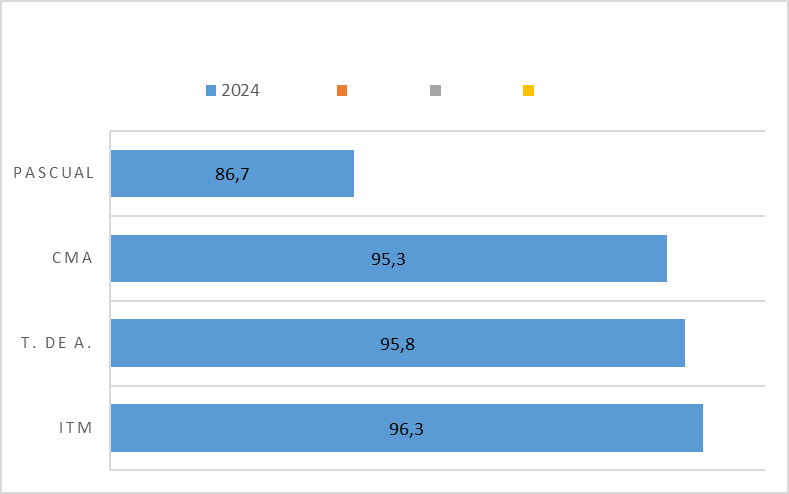 2024
PASCUAL
86,7
CMA
95,3
T. DE A.
95,8
ITM
96,3